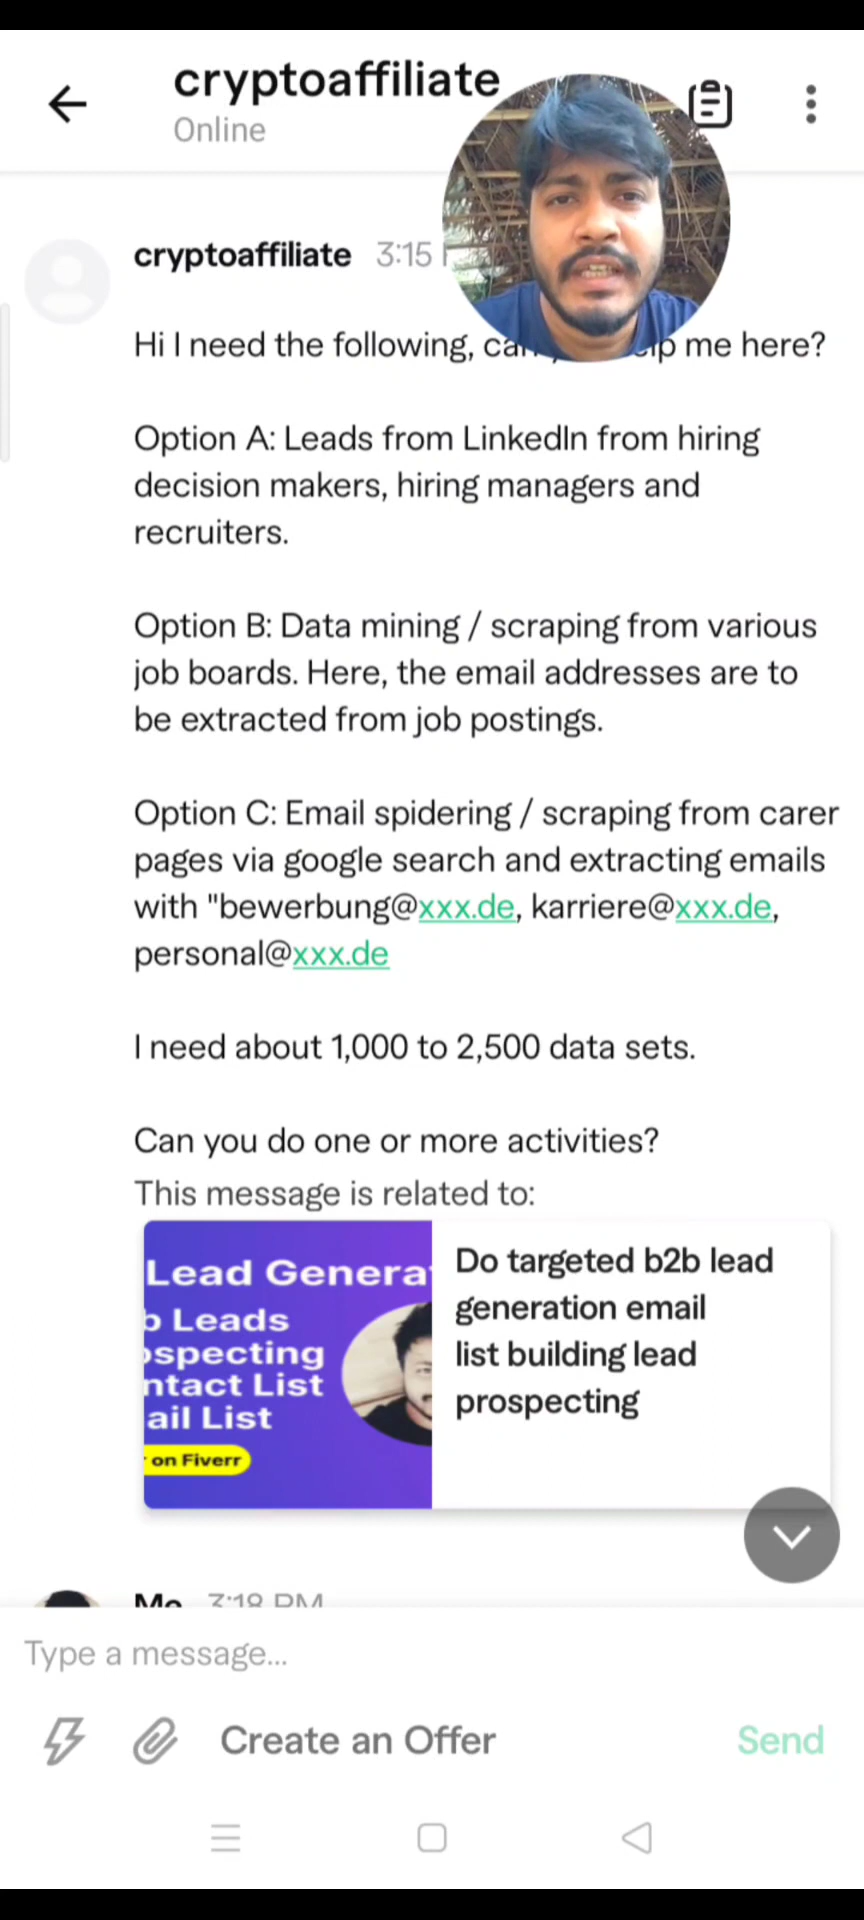 cryptoaffiliate
Online
cryptoaffiliate 3:15
Hi I need the following, me here?
Option A: Leads from LinkedIn from hiring
decision makers, hiring managers and
recruiters.
Option B: Data mining / scraping from various
job boards. Here, the email addresses are to
be extracted from job postings.
Option C: Email spidering / scraping from carer
pages via google search and extracting emails
with "bewerbung@xxx.de, karriere@xxx.de,
personal@xxx.de
I need about 1,000 to 2,500 data sets.
Can you do one or more activities?
This message is related to:
Lead Genera
Leads
specting
ntact List
ail List
on Fiverr
Do targeted b2b lead
generation email
list building lead
prospecting
Me 3:18 PM
Type a message...
Create an Offer
Send